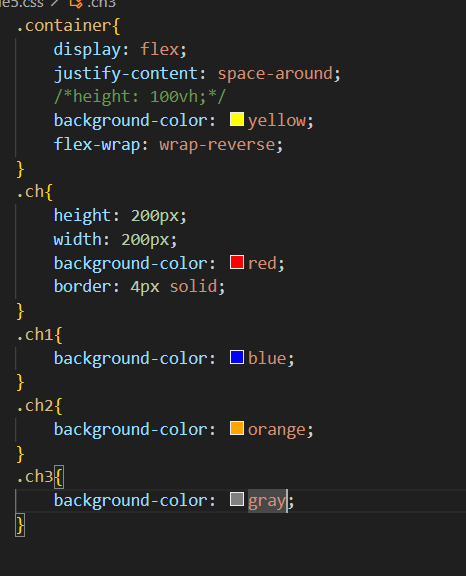 e5.css > .ch3
.container{
display: flex;
justify-content: space-around;
/*height: 100vh;*/
background-color: yellow;
flex-wrap: wrap-reverse;
}
.ch{
height: 200px;
width: 200px;
background-color: red;
border: 4px solid;
}
.ch1{
background-color: blue;
}
.ch2{
background-color: orange;
}
.ch3{
background-color: gray;
}